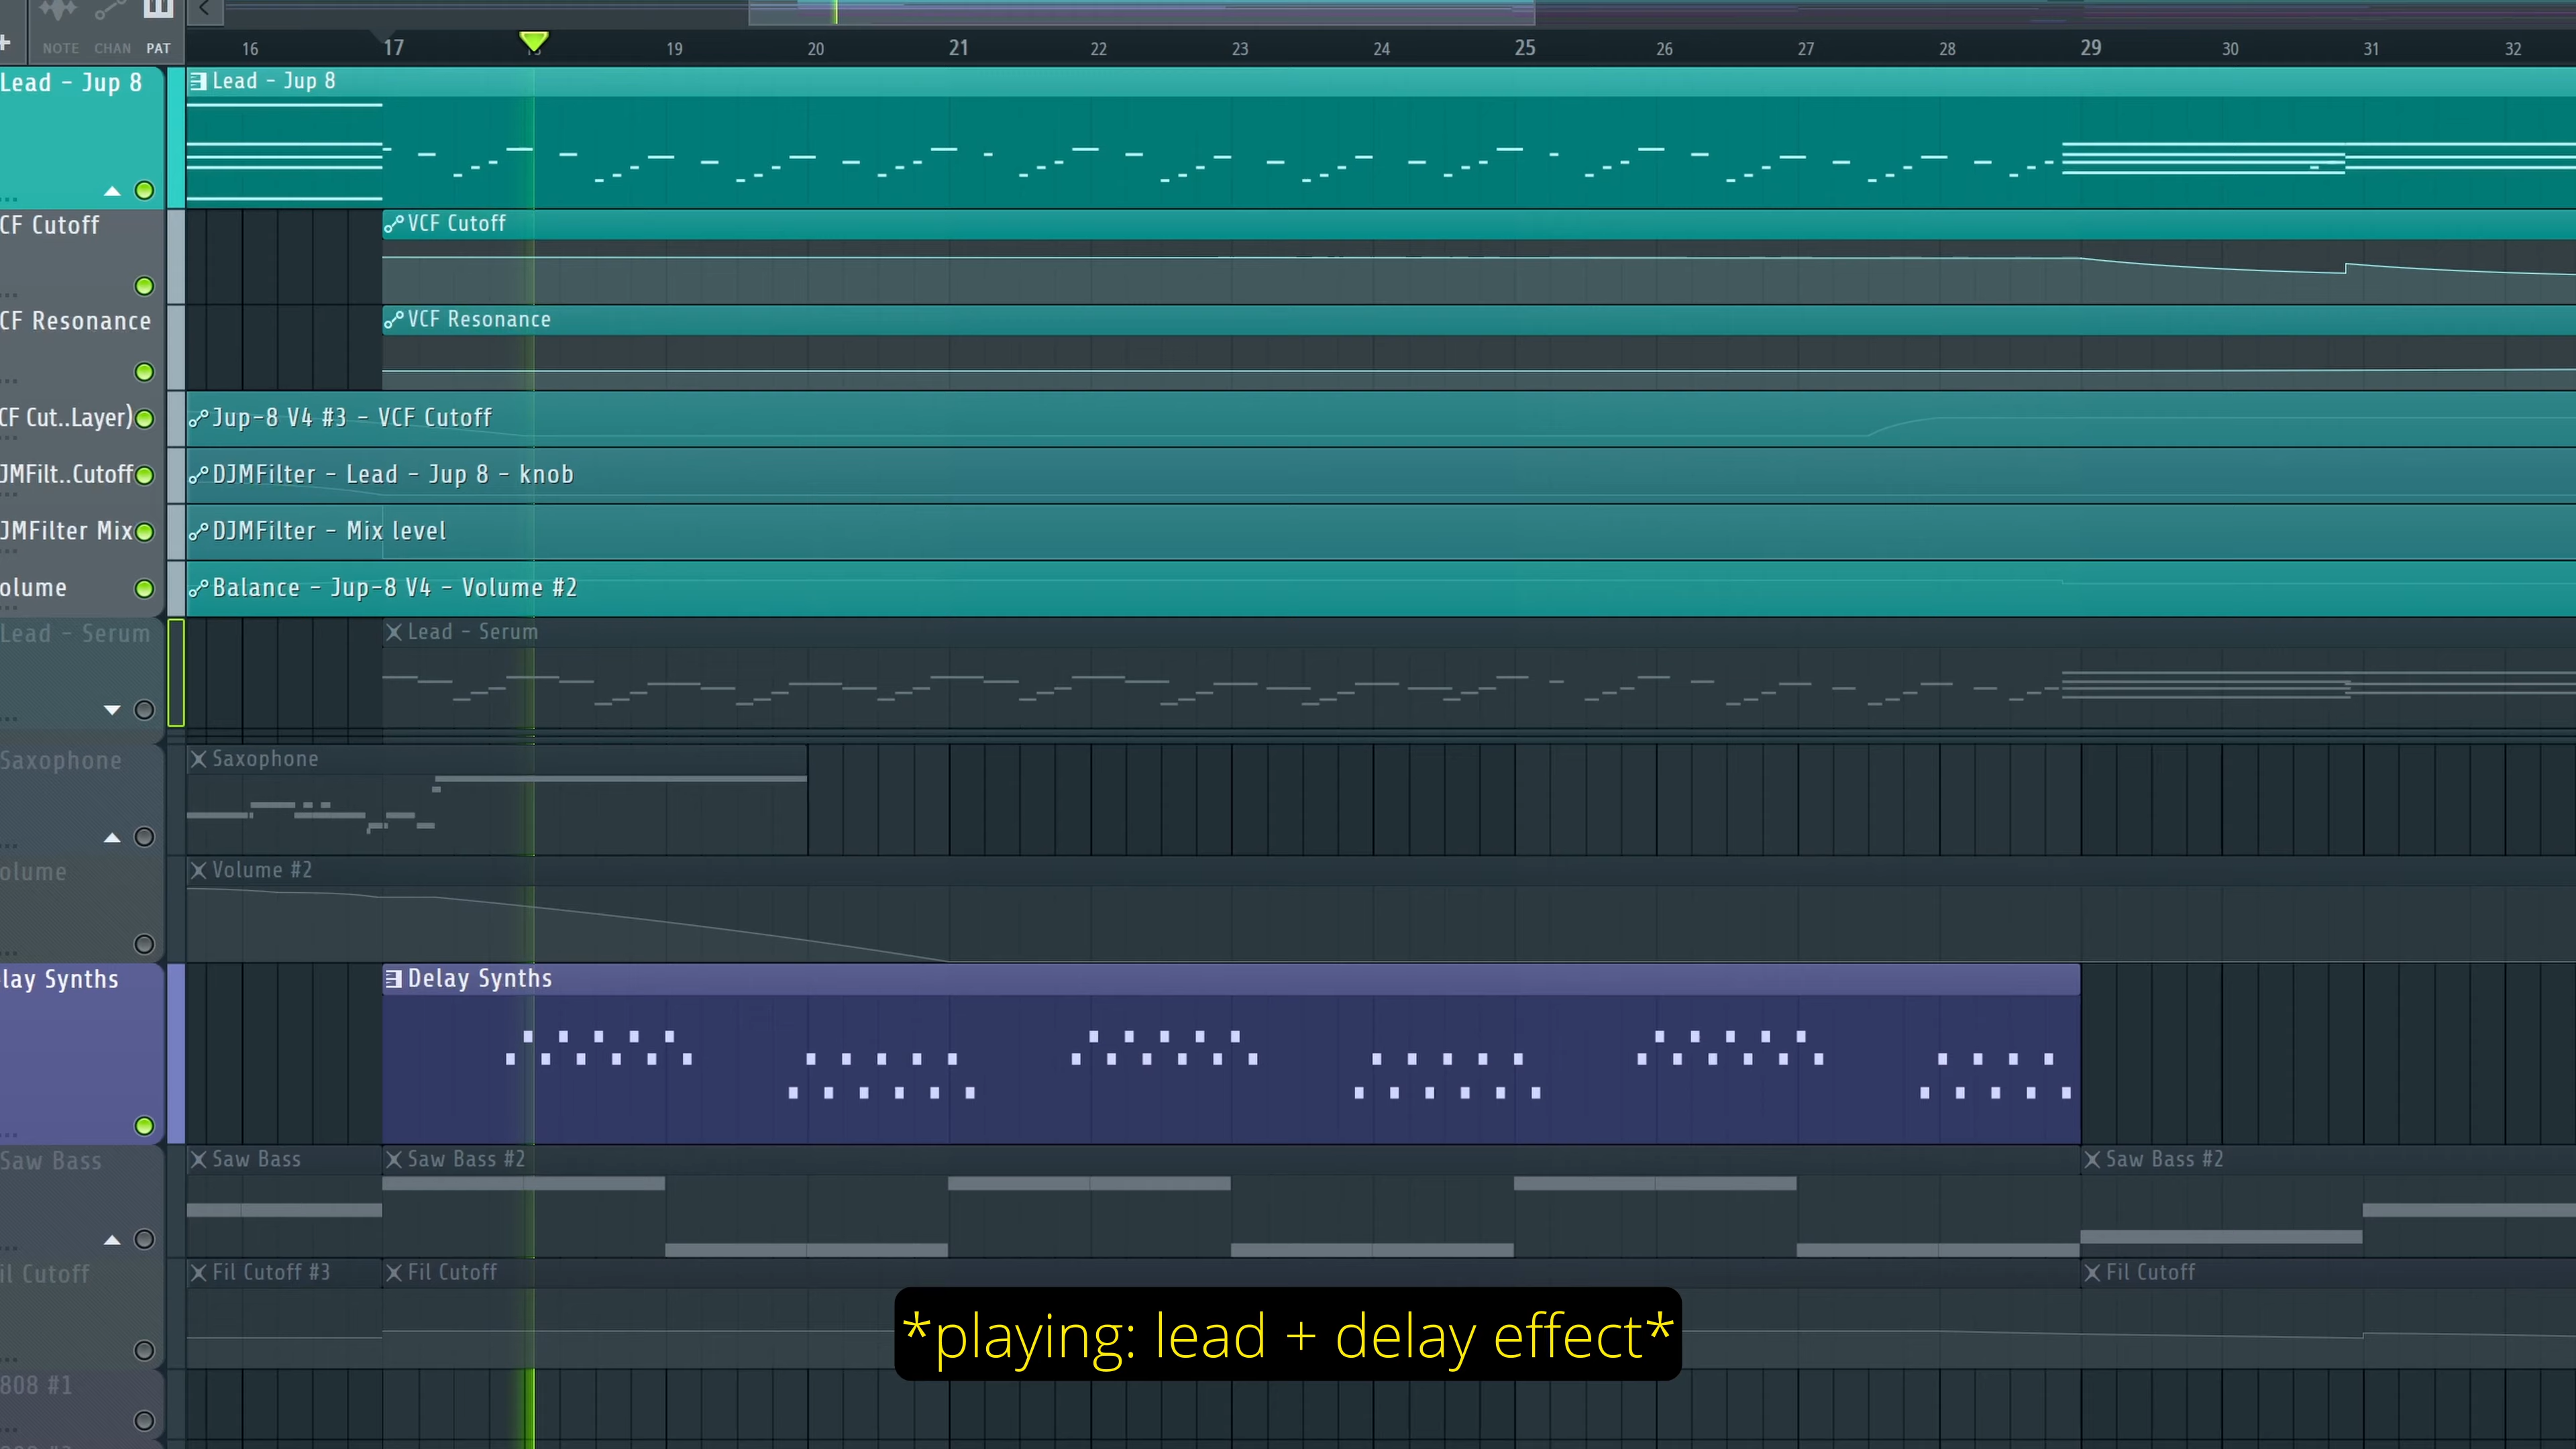 NOTE CHAN PAT
16 17 19 20 21 22 23 24 25 26 27 28 29 30 31 32
Lead - Jup 8
Lead - Jup 8
CF Cutoff
VCF Cutoff
CF Resonance
VCF Resonance
CF Cut..Layer)
Jup-8 V4 #3 - VCF Cutoff
JMFilt..Cutoff
DJMFilter - Lead - Jup 8 - knob
JMFilter Mix
DJMFilter - Mix level
olume
Balance - Jup-8 V4 - Volume #2
Lead - Serum
Lead - Serum
Saxophone
Saxophone
olume
Volume #2
lay Synths
Delay Synths
Saw Bass
Saw Bass
Saw Bass #2
Saw Bass #2
il Cutoff
Fil Cutoff #3
Fil Cutoff
Fil Cutoff
*playing: lead + delay effect*
808 #1